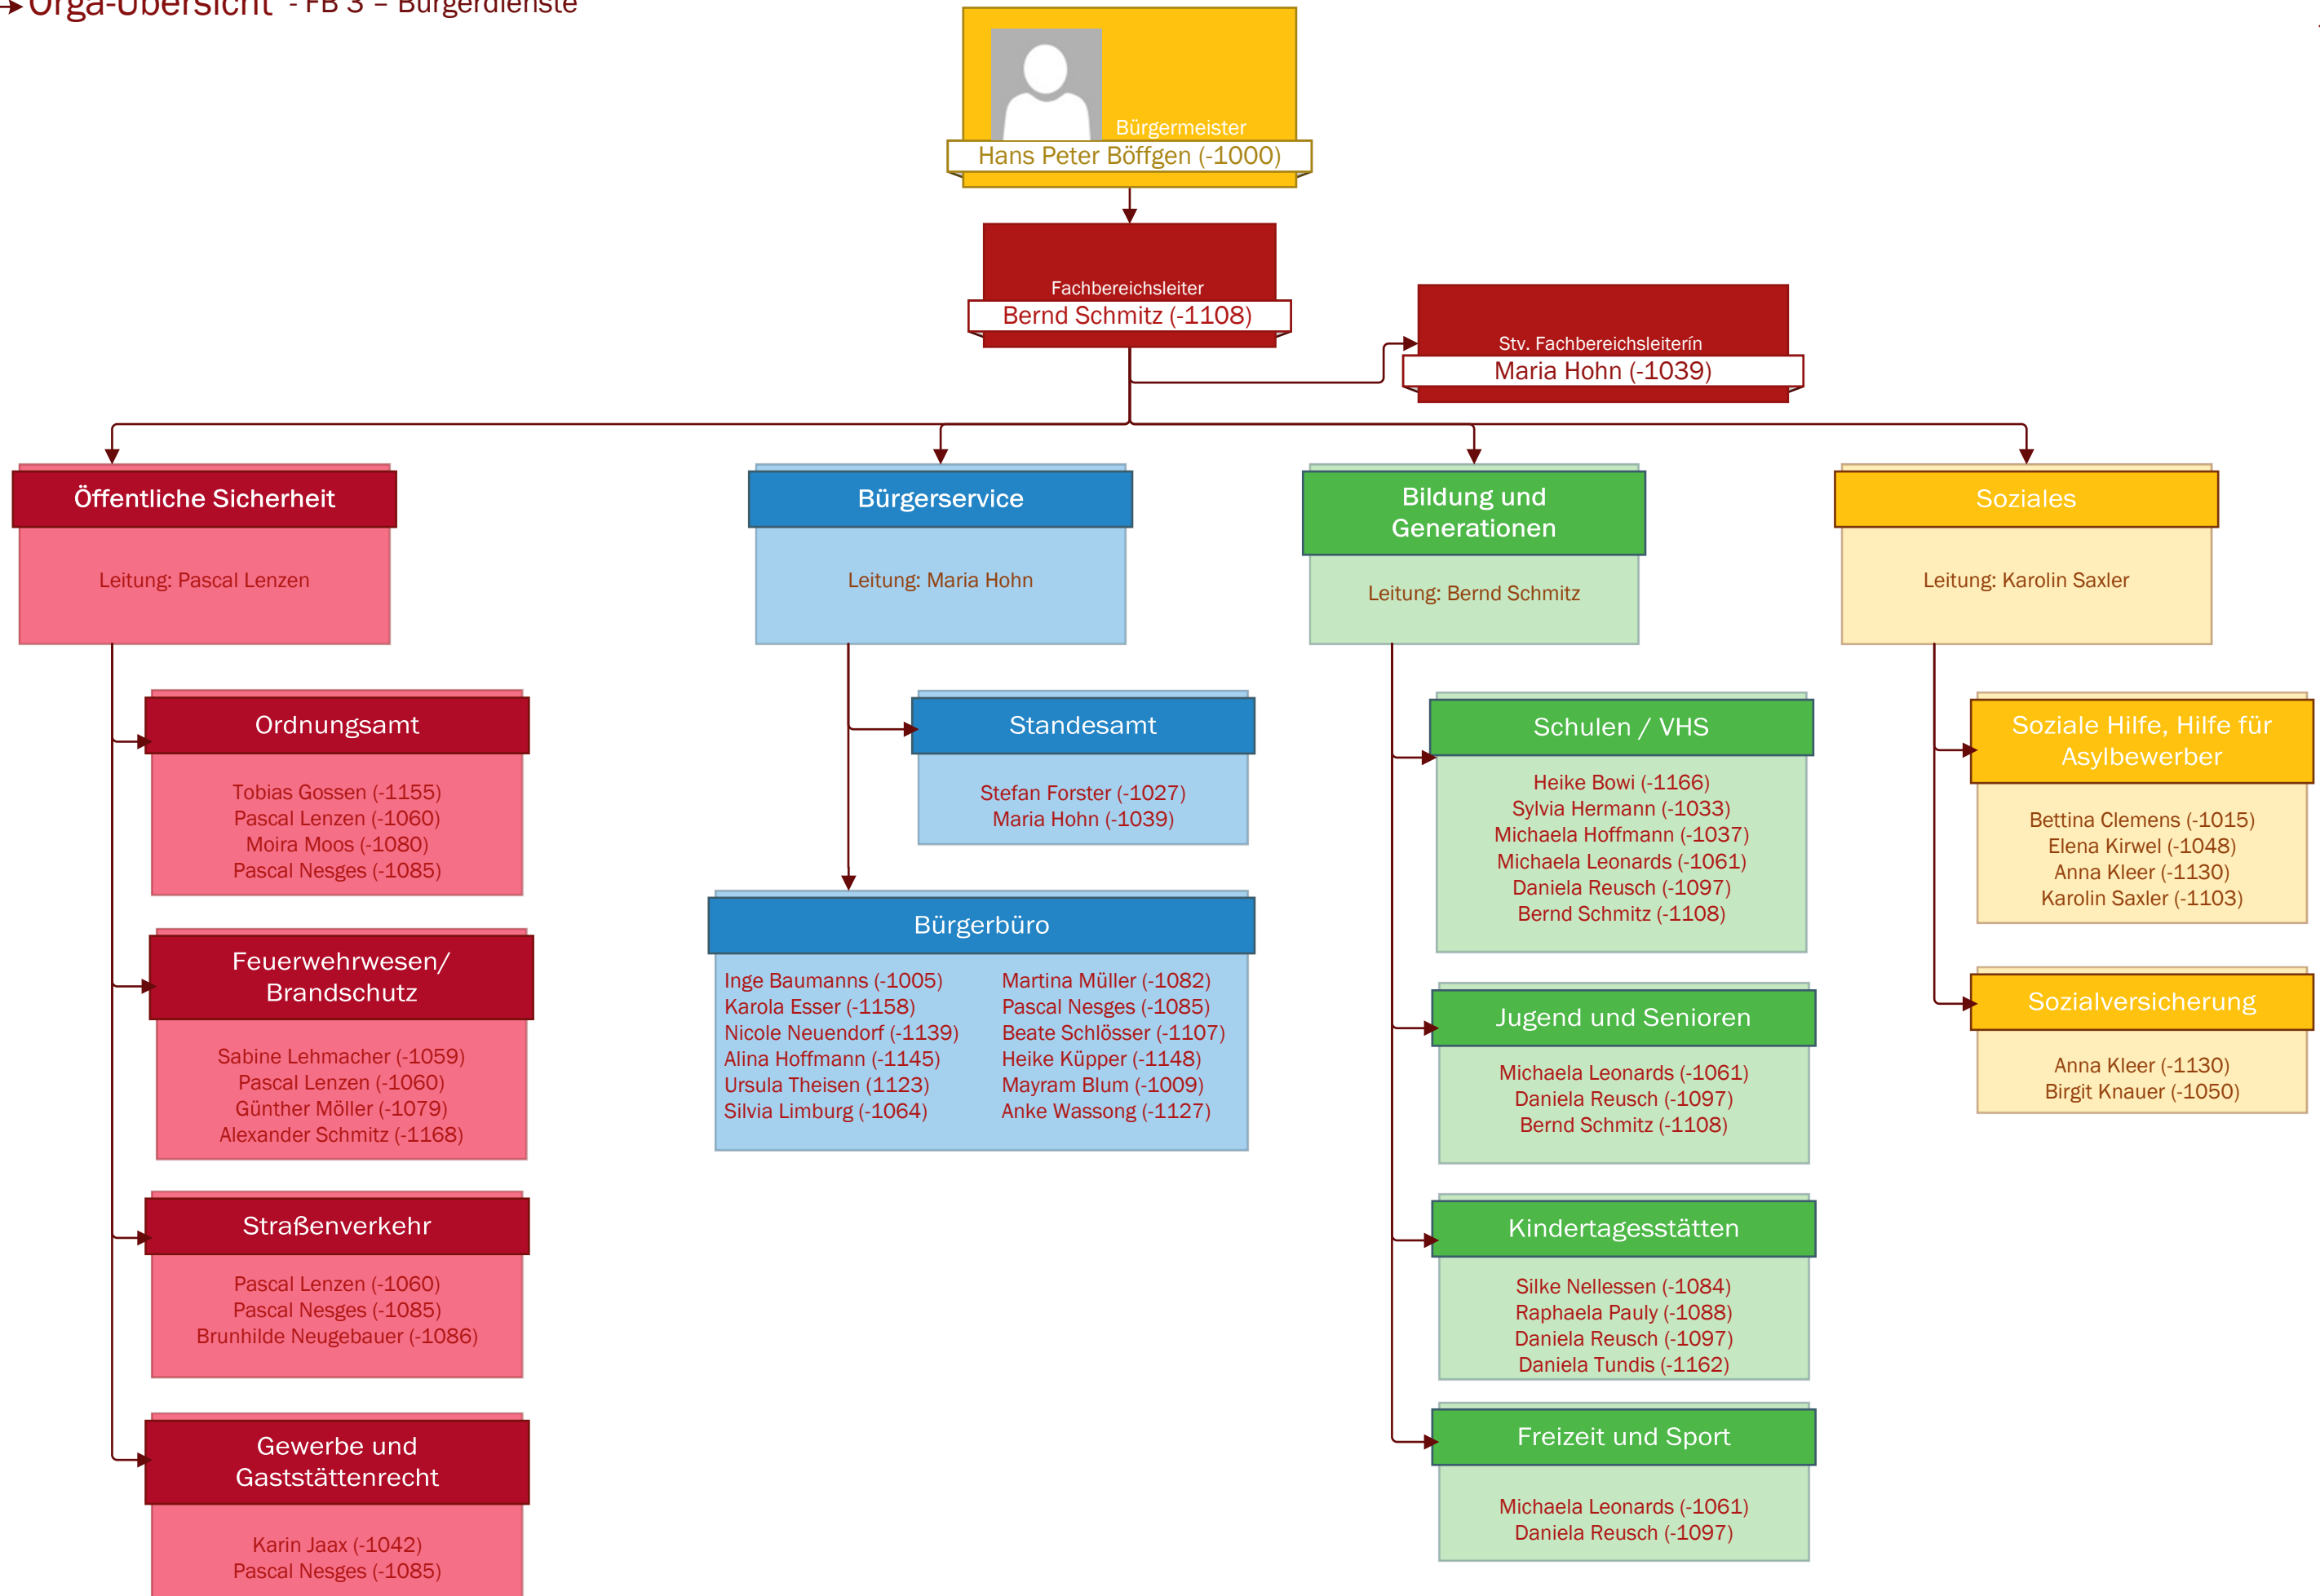 Orga-Übersicht - FB 3 – Bürgerdienste
Bürgermeister
Hans Peter Böffgen (-1000)
Fachbereichsleiter
Bernd Schmitz (-1108)
Stv. Fachbereichsleiterín
Maria Hohn (-1039)
Öffentliche Sicherheit
Leitung: Pascal Lenzen
Ordnungsamt
Tobias Gossen (-1155)
Pascal Lenzen (-1060)
Moira Moos (-1080)
Pascal Nesges (-1085)
Feuerwehrwesen/
Brandschutz
Sabine Lehmacher (-1059)
Pascal Lenzen (-1060)
Günther Möller (-1079)
Alexander Schmitz (-1168)
Straßenverkehr
Pascal Lenzen (-1060)
Pascal Nesges (-1085)
Brunhilde Neugebauer (-1086)
Gewerbe und
Gaststättenrecht
Karin Jaax (-1042)
Pascal Nesges (-1085)
Bürgerservice
Leitung: Maria Hohn
Standesamt
Stefan Forster (-1027)
Maria Hohn (-1039)
Bürgerbüro
Inge Baumanns (-1005)
Karola Esser (-1158)
Nicole Neuendorf (-1139)
Alina Hoffmann (-1145)
Ursula Theisen (1123)
Silvia Limburg (-1064)
Martina Müller (-1082)
Pascal Nesges (-1085)
Beate Schlösser (-1107)
Heike Küpper (-1148)
Mayram Blum (-1009)
Anke Wassong (-1127)
Bildung und
Generationen
Leitung: Bernd Schmitz
Schulen / VHS
Heike Bowi (-1166)
Sylvia Hermann (-1033)
Michaela Hoffmann (-1037)
Michaela Leonards (-1061)
Daniela Reusch (-1097)
Bernd Schmitz (-1108)
Jugend und Senioren
Michaela Leonards (-1061)
Daniela Reusch (-1097)
Bernd Schmitz (-1108)
Kindertagesstätten
Silke Nellessen (-1084)
Raphaela Pauly (-1088)
Daniela Reusch (-1097)
Daniela Tundis (-1162)
Freizeit und Sport
Michaela Leonards (-1061)
Daniela Reusch (-1097)
Soziales
Leitung: Karolin Saxler
Soziale Hilfe, Hilfe für
Asylbewerber
Bettina Clemens (-1015)
Elena Kirwel (-1048)
Anna Kleer (-1130)
Karolin Saxler (-1103)
Sozialversicherung
Anna Kleer (-1130)
Birgit Knauer (-1050)